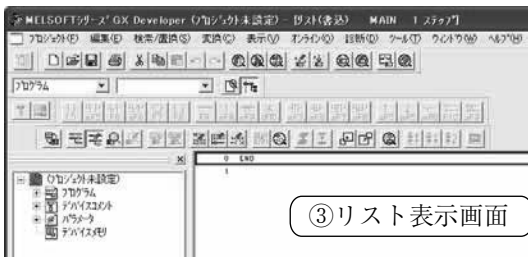 MELSOFTシリーズ GX Developer (プロジェクト未設定) - [リスト(書込) MAIN 1 ステップ]
プロジェクト(F) 編集(E) 検索/置換(S) 変換(C) 表示(V) オンライン(O) 診断(D) ツール(T) ウィンドウ(W) ヘルプ(H)
プログラム
0 END
1
(プロジェクト未設定)
プログラム
デバイスコメント
パラメータ
デバイスメモリ
③リスト表示画面